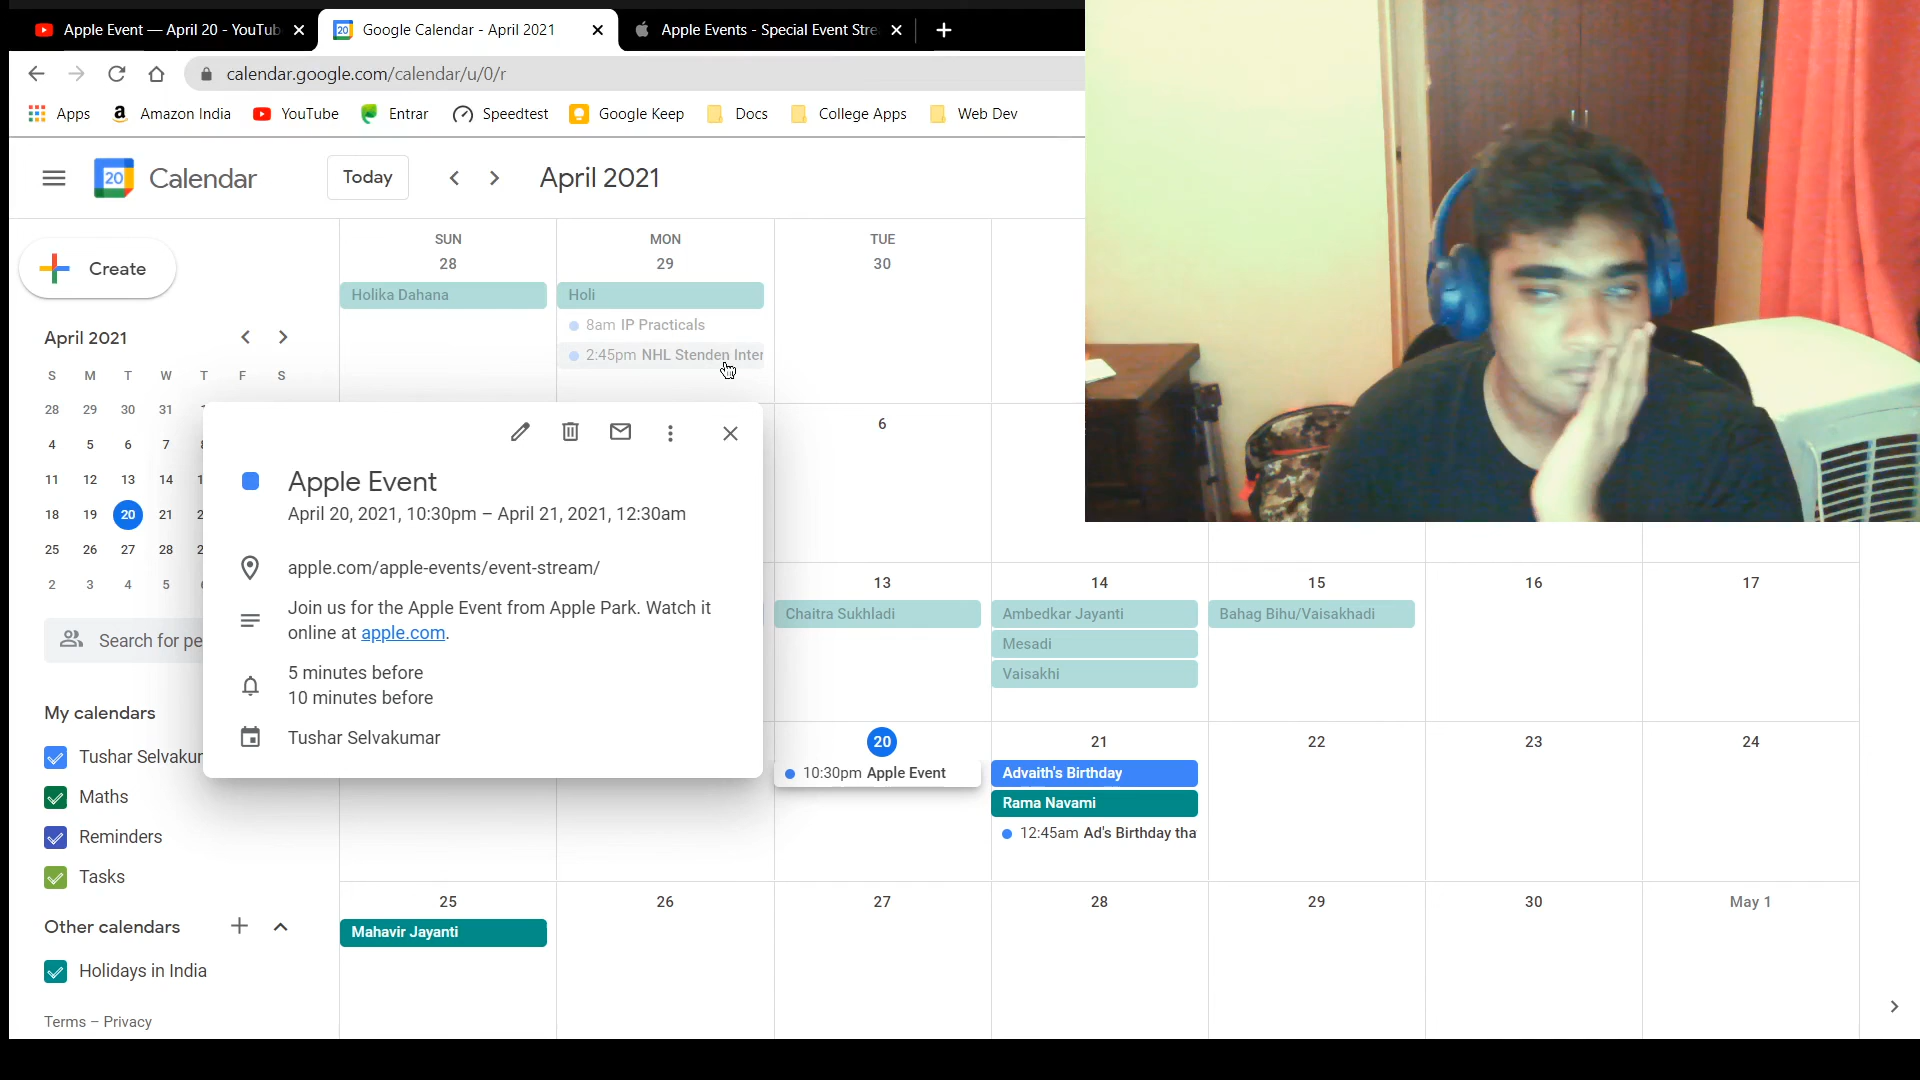 Apple Event — April 20 - YouTub
Google Calendar - April 2021
Apple Events - Special Event Stre
calendar.google.com/calendar/u/0/r
Apps
Amazon India
YouTube
Entrar
Speedtest
Google Keep
Docs
College Apps
Web Dev
20
Calendar
Today
April 2021
Create
April 2021
S M T W T F S
28 29 30 31
4 5 6 7
11 12 13 14
18 19 20 21
25 26 27 28
2 3 4 5
Search for pe
My calendars
Tushar Selvakur
Maths
Reminders
Tasks
Other calendars
Holidays in India
Terms – Privacy
SUN MON TUE
28 29 30
Holika Dahana
Holi
8am IP Practicals
2:45pm NHL Stenden Inter
6
Apple Event
April 20, 2021, 10:30pm – April 21, 2021, 12:30am
apple.com/apple-events/event-stream/
Join us for the Apple Event from Apple Park. Watch it
online at apple.com.
5 minutes before
10 minutes before
Tushar Selvakumar
13 14 15 16 17
Chaitra Sukhladi
Ambedkar Jayanti
Bahag Bihu/Vaisakhadi
Mesadi
Vaisakhi
20 21 22 23 24
10:30pm Apple Event
Advaith's Birthday
Rama Navami
12:45am Ad's Birthday tha
25 26 27 28 29 30 May 1
Mahavir Jayanti